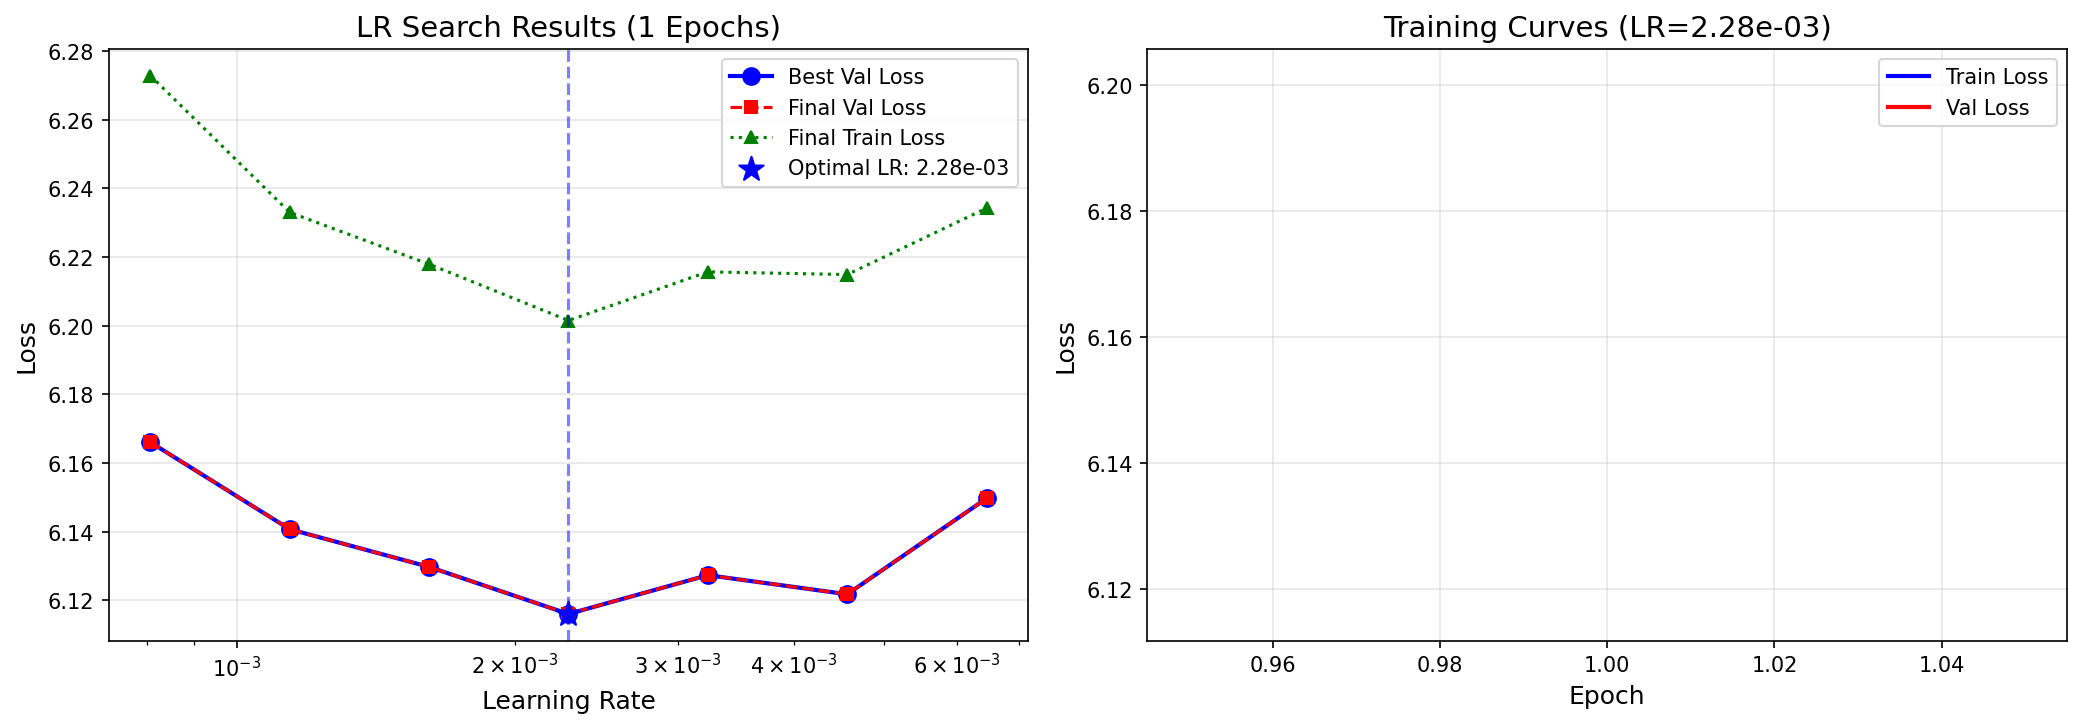 LR Search Results (1 Epochs)
Loss
6.28
6.26
6.24
6.22
6.20
6.18
6.16
6.14
6.12
Best Val Loss
Final Val Loss
Final Train Loss
Optimal LR: 2.28e-03
10⁻³
2 × 10⁻³
3 × 10⁻³
4 × 10⁻³
6 × 10⁻³
Learning Rate
Training Curves (LR=2.28e-03)
Loss
6.20
6.18
6.16
6.14
6.12
Train Loss
Val Loss
0.96
0.98
1.00
1.02
1.04
Epoch